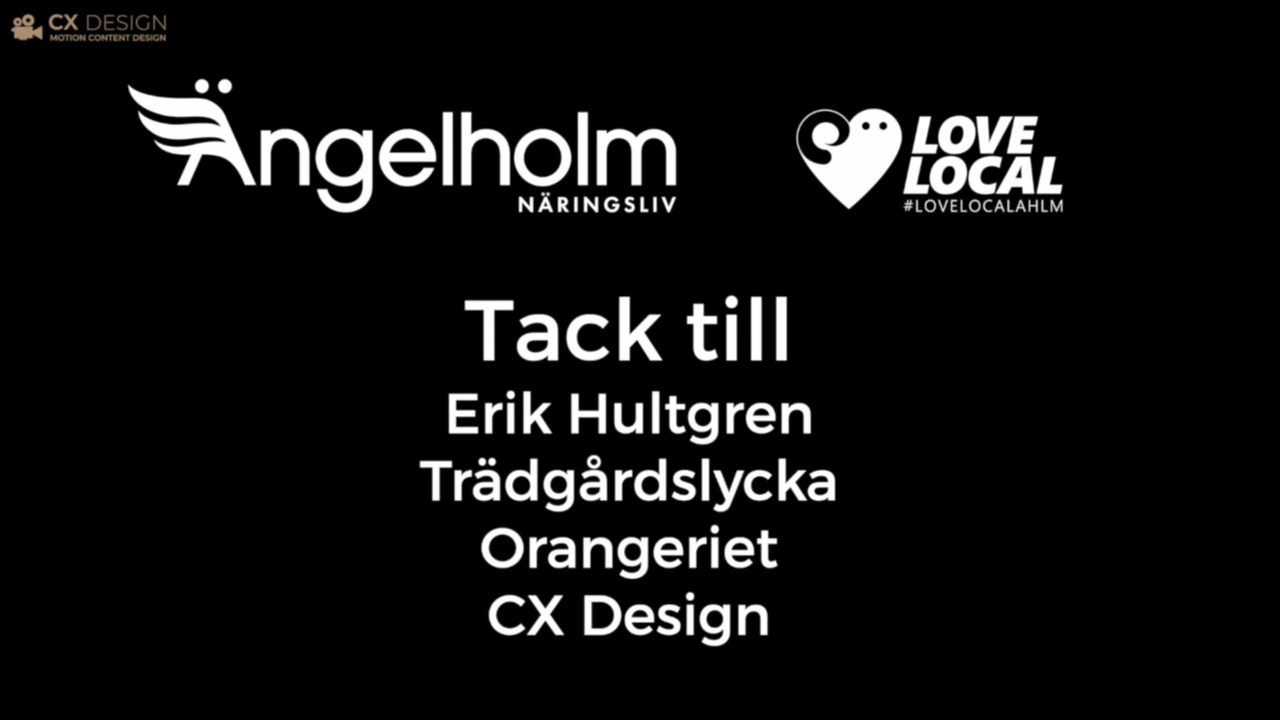 CX DESIGN
MOTION CONTENT DESIGN
Ängelholm
NÄRINGSLIV
LOVE
LOCAL
#LOVELOCALAHLM
Tack till
Erik Hultgren
Trädgårdslycka
Orangeriet
CX Design